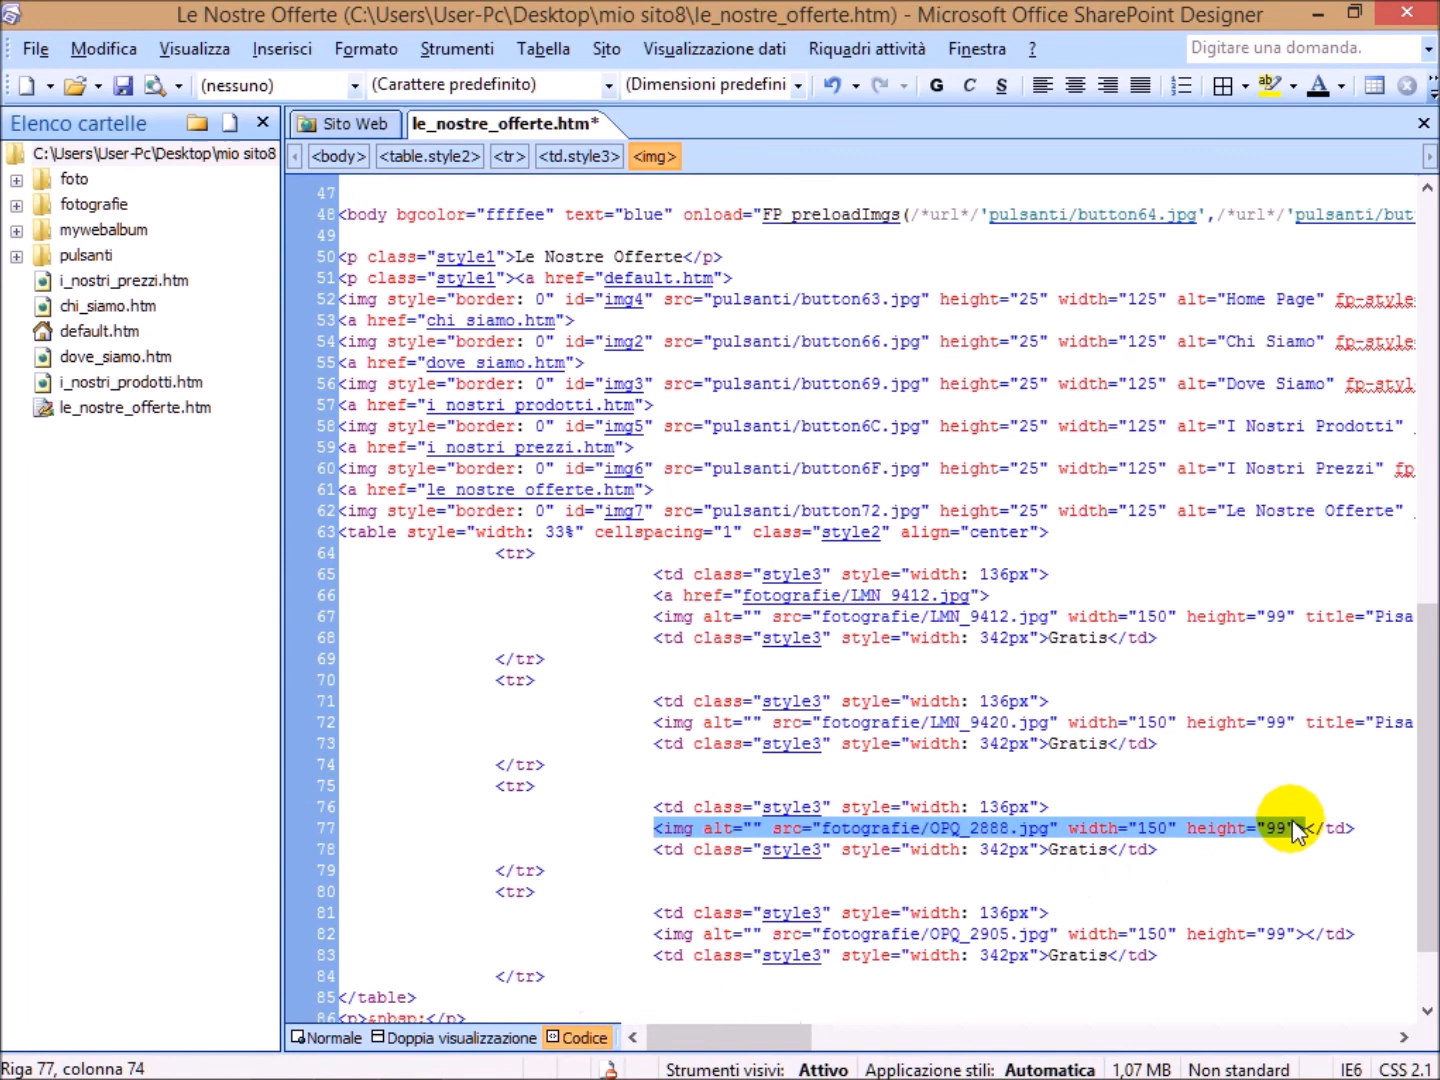 Le Nostre Offerte (C:\Users\User-Pc\Desktop\mio sito8\le_nostre_offerte.htm) - Microsoft Office SharePoint Designer
File Modifica Visualizza Inserisci Formato Strumenti Tabella Sito Visualizzazione dati Riquadri attività Finestra ? Digitare una domanda.
(nessuno) (Carattere predefinito) (Dimensioni predefini G C S
Elenco cartelle
C:\Users\User-Pc\Desktop\mio sito8
foto
fotografie
mywebalbum
pulsanti
i_nostri_prezzi.htm
chi_siamo.htm
default.htm
dove_siamo.htm
i_nostri_prodotti.htm
le_nostre_offerte.htm
Sito Web le_nostre_offerte.htm*
<body> <table.style2> <tr> <td.style3> <img>
47
48 <body bgcolor="ffffee" text="blue" onload="FP_preloadImgs(/*url*/'pulsanti/button64.jpg',/*url*/'pulsanti/but
49
50 <p class="style1">Le Nostre Offerte</p>
51 <p class="style1"><a href="default.htm">
52 <img style="border: 0" id="img4" src="pulsanti/button63.jpg" height="25" width="125" alt="Home Page" fp-style
53 <a href="chi_siamo.htm">
54 <img style="border: 0" id="img2" src="pulsanti/button66.jpg" height="25" width="125" alt="Chi Siamo" fp-style
55 <a href="dove_siamo.htm">
56 <img style="border: 0" id="img3" src="pulsanti/button69.jpg" height="25" width="125" alt="Dove Siamo" fp-styl
57 <a href="i_nostri_prodotti.htm">
58 <img style="border: 0" id="img5" src="pulsanti/button6C.jpg" height="25" width="125" alt="I Nostri Prodotti"
59 <a href="i_nostri_prezzi.htm">
60 <img style="border: 0" id="img6" src="pulsanti/button6F.jpg" height="25" width="125" alt="I Nostri Prezzi" fp
61 <a href="le_nostre_offerte.htm">
62 <img style="border: 0" id="img7" src="pulsanti/button72.jpg" height="25" width="125" alt="Le Nostre Offerte"
63 <table style="width: 33%" cellspacing="1" class="style2" align="center">
64 <tr>
65 <td class="style3" style="width: 136px">
66 <a href="fotografie/LMN_9412.jpg">
67 <img alt="" src="fotografie/LMN_9412.jpg" width="150" height="99" title="Pisa
68 <td class="style3" style="width: 342px">Gratis</td>
69 </tr>
70 <tr>
71 <td class="style3" style="width: 136px">
72 <img alt="" src="fotografie/LMN_9420.jpg" width="150" height="99" title="Pisa
73 <td class="style3" style="width: 342px">Gratis</td>
74 </tr>
75 <tr>
76 <td class="style3" style="width: 136px">
77 <img alt="" src="fotografie/OPQ_2888.jpg" width="150" height="99"></td>
78 <td class="style3" style="width: 342px">Gratis</td>
79 </tr>
80 <tr>
81 <td class="style3" style="width: 136px">
82 <img alt="" src="fotografie/OPQ_2905.jpg" width="150" height="99"></td>
83 <td class="style3" style="width: 342px">Gratis</td>
84 </tr>
85 </table>
86 <p>&nbsp;</p>
Normale Doppia visualizzazione Codice
Riga 77, colonna 74 Strumenti visivi: Attivo Applicazione stili: Automatica 1,07 MB Non standard IE6 CSS 2.1